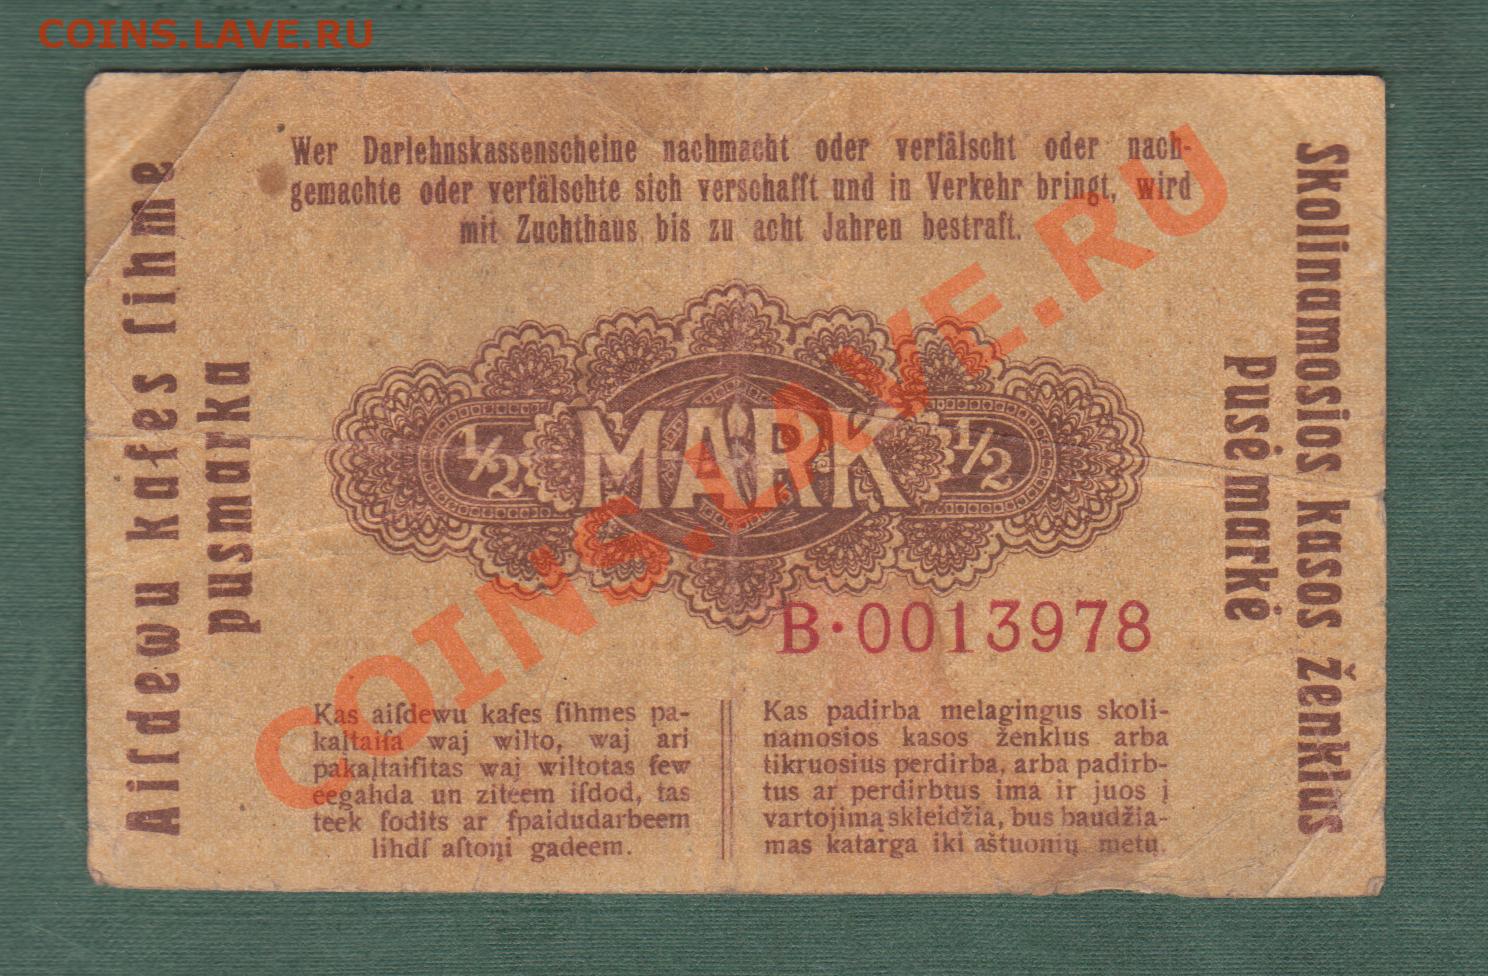 COINS.LAVE.RU
Wer Darlehnskassenscheine nachmacht oder verfälscht oder nach-
gemachte oder verfälschte sich verschafft und in Verkehr bringt, wird
mit Zuchthaus bis zu acht Jahren bestraft.
Aiſdewu kaſes ſihme
pusmarka
½ MARK ½
B·0013978
Skolinamosios kasos ženklus
Pusė markė
Kas aiſdewu kaſes ſihmes pa-
kaltaiſa waj wilto, waj ari
pakaltaiſitas waj wiltotas ſew
eegahda un ziteem iſdod, tas
teek ſodits ar ſpaidudarbeem
lihdſ aſtoņi gadeem.
Kas padirba melagingus skoli-
namosios kasos ženklus arba
tikruosius perdirba, arba padirb-
tus ar perdirbtus ima ir juos į
vartojimą skleidžia, bus baudžia-
mas katarga iki aštuonių metų.
COINS.LAVE.RU